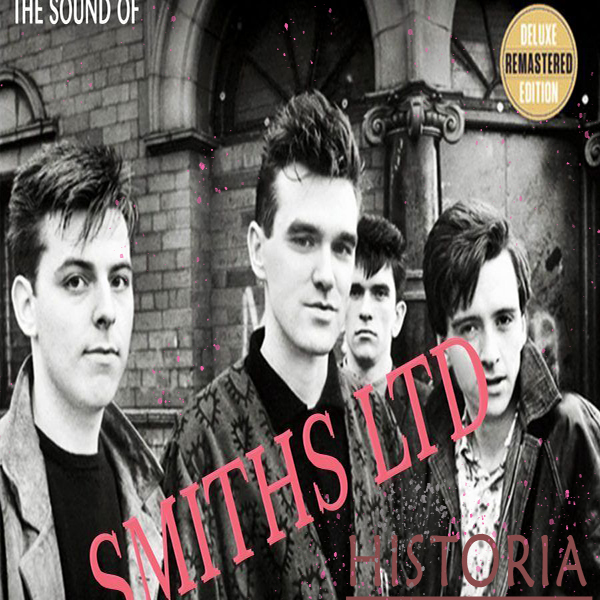 THE SOUND OF
DELUXE
REMASTERED
EDITION
SMITHS LTD
HISTORIA